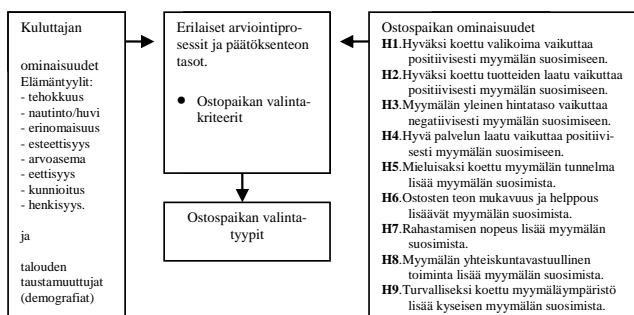 Kuluttajan
ominaisuudet
Elämäntyylit:
- tehokkuus
- nautinto/huvi
- erinomaisuus
- esteettisyys
- arvoasema
- eettisyys
- kunnioitus
- henkisyys.
ja
talouden
taustamuuttujat
(demografiat)
Erilaiset arviointipro-
sessit ja päätöksenteon
tasot.
● Ostopaikan valinta-
kriteerit
Ostopaikan valinta-
tyypit
Ostospaikan ominaisuudet
H1.Hyväksi koettu valikoima vaikuttaa
positiivisesti myymälän suosimiseen.
H2.Hyväksi koettu tuotteiden laatu vaikuttaa
positiivisesti myymälän suosimiseen.
H3.Myymälän yleinen hintataso vaikuttaa
negatiivisesti myymälän suosimiseen.
H4.Hyvä palvelun laatu vaikuttaa positiivi-
sesti myymälän suosimiseen.
H5.Mieluisaksi koettu myymälän tunnelma
lisää myymälän suosimista.
H6.Ostosten teon mukavuus ja helppous
lisäävät myymälän suosimista.
H7.Rahastamisen nopeus lisää myymälän
suosimista.
H8.Myymälän yhteiskuntavastuullinen
toiminta lisää myymälän suosimista.
H9.Turvalliseksi koettu myymäläympäristö
lisää kyseisen myymälän suosimista.